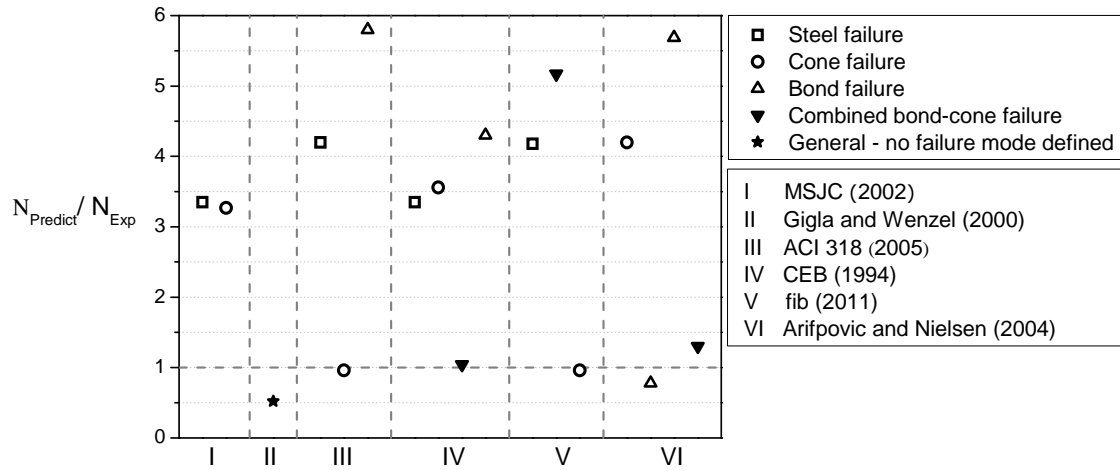 6
5
4
3
2
1
0
N_Predict / N_Exp
I II III IV V VI
Steel failure
Cone failure
Bond failure
Combined bond-cone failure
General - no failure mode defined
I MSJC (2002)
II Gigla and Wenzel (2000)
III ACI 318 (2005)
IV CEB (1994)
V fib (2011)
VI Arifpovic and Nielsen (2004)